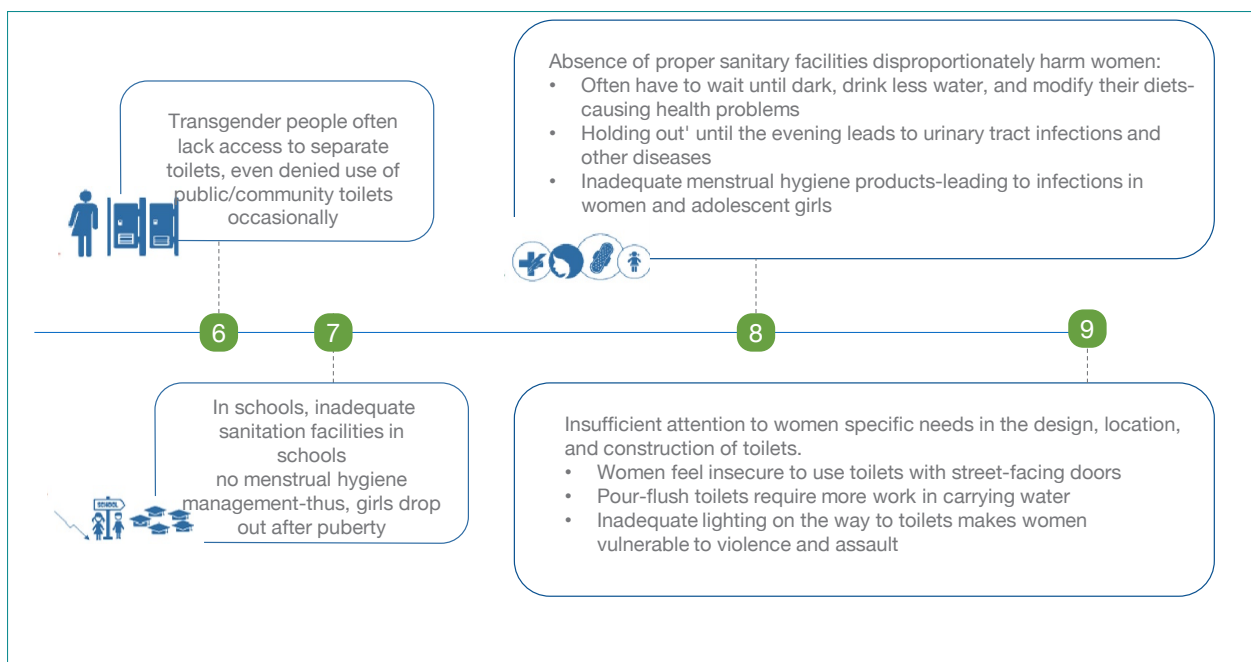 Transgender people often
lack access to separate
toilets, even denied use of
public/community toilets
occasionally
Absence of proper sanitary facilities disproportionately harm women:
• Often have to wait until dark, drink less water, and modify their diets-
causing health problems
• Holding out' until the evening leads to urinary tract infections and
other diseases
• Inadequate menstrual hygiene products-leading to infections in
women and adolescent girls
6
7
8
9
In schools, inadequate
sanitation facilities in
schools
no menstrual hygiene
management-thus, girls drop
out after puberty
SCHOOL
Insufficient attention to women specific needs in the design, location,
and construction of toilets.
• Women feel insecure to use toilets with street-facing doors
• Pour-flush toilets require more work in carrying water
• Inadequate lighting on the way to toilets makes women
vulnerable to violence and assault